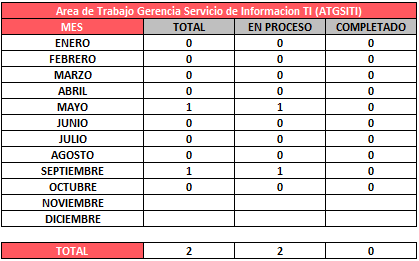 Area de Trabajo Gerencia Servicio de Informacion TI (ATGSITI)
MES TOTAL EN PROCESO COMPLETADO
ENERO 0 0 0
FEBRERO 0 0 0
MARZO 0 0 0
ABRIL 0 0 0
MAYO 1 1 0
JUNIO 0 0 0
JULIO 0 0 0
AGOSTO 0 0 0
SEPTIEMBRE 1 1 0
OCTUBRE 0 0 0
NOVIEMBRE
DICIEMBRE
TOTAL 2 2 0